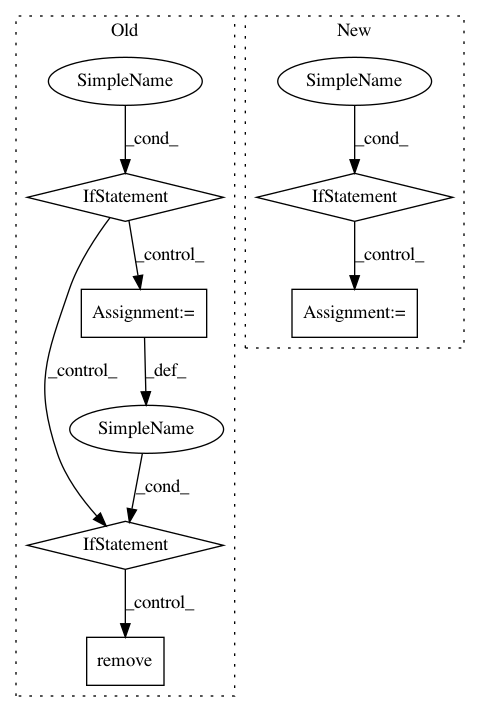 Old
SimpleName
_cond_
IfStatement
_control_
Assignment:=
_control_
_def_
SimpleName
_cond_
IfStatement
_control_
remove
New
SimpleName
_cond_
IfStatement
_control_
Assignment:=